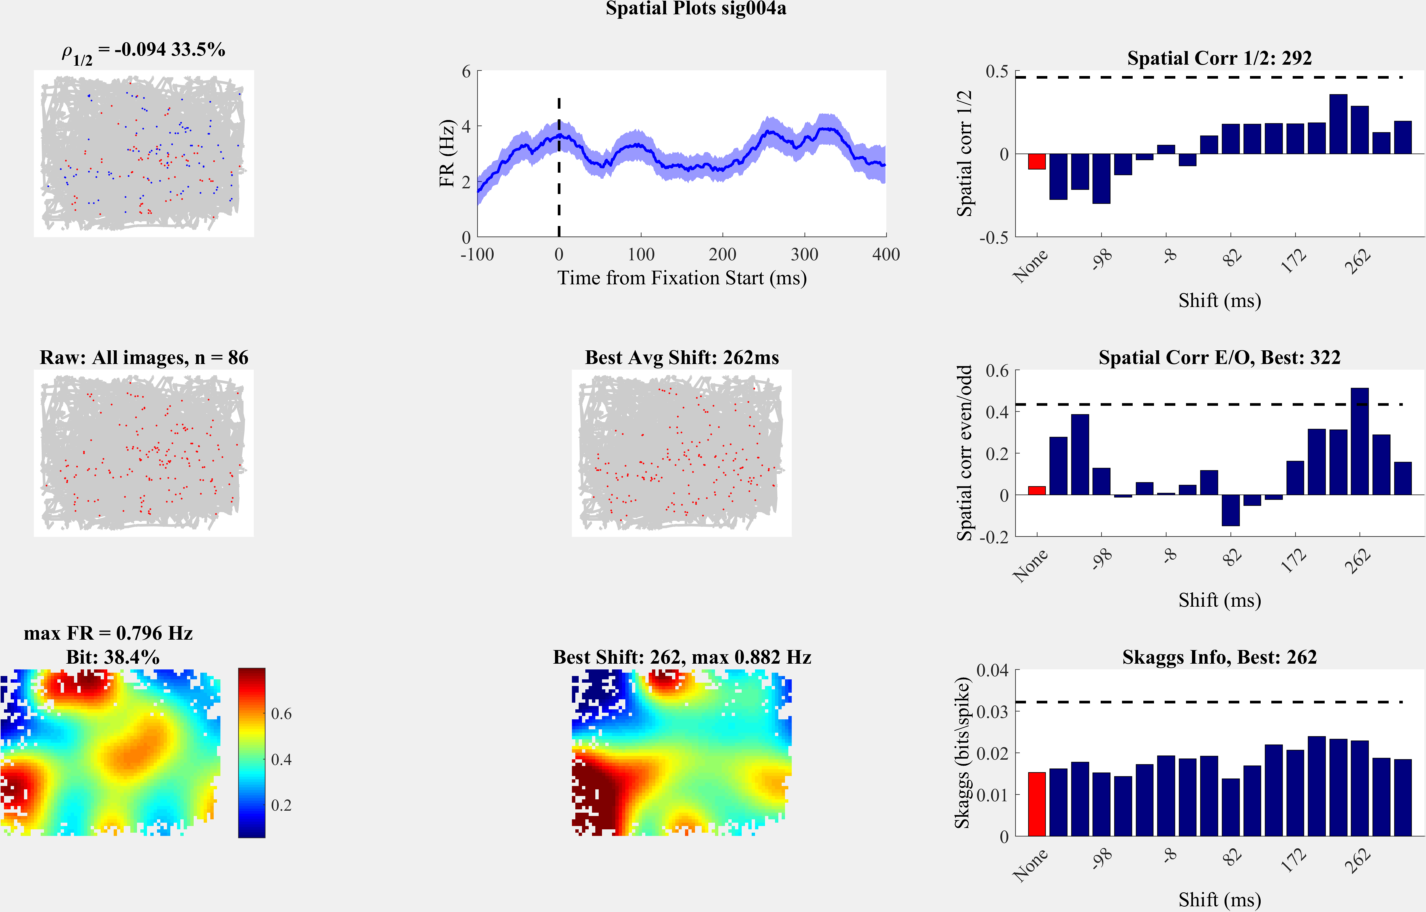 Spatial Plots sig004a
ρ1/2 = -0.094 33.5%
6
4
2
0
FR (Hz)
-100
0
100
200
300
400
Time from Fixation Start (ms)
Spatial Corr 1/2: 292
0.5
0
-0.5
Spatial corr 1/2
None
-98
-8
82
172
262
Shift (ms)
Raw: All images, n = 86
Best Avg Shift: 262ms
Spatial Corr E/O, Best: 322
0.6
0.4
0.2
0
-0.2
Spatial corr even/odd
None
-98
-8
82
172
262
Shift (ms)
max FR = 0.796 Hz
Bit: 38.4%
0.6
0.4
0.2
Best Shift: 262, max 0.882 Hz
Skaggs Info, Best: 262
0.04
0.03
0.02
0.01
0
Skaggs (bits\spike)
None
-98
-8
82
172
262
Shift (ms)